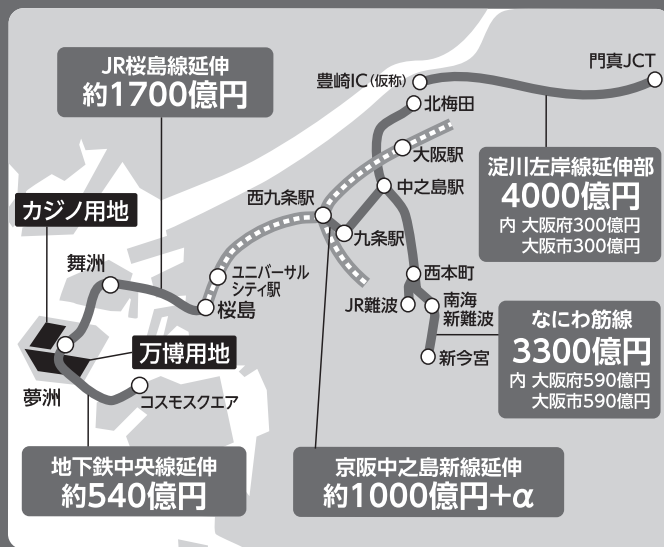 JR桜島線延伸
約1700億円
豊崎IC(仮称)
門真JCT
北梅田
大阪駅
中之島駅
淀川左岸線延伸部
4000億円
内 大阪府300億円
大阪市300億円
西九条駅
九条駅
カジノ用地
舞洲
ユニバーサル
シティ駅
桜島
西本町
JR難波
南海
新難波
新今宮
なにわ筋線
3300億円
内 大阪府590億円
大阪市590億円
万博用地
夢洲
コスモスクエア
地下鉄中央線延伸
約540億円
京阪中之島新線延伸
約1000億円+α